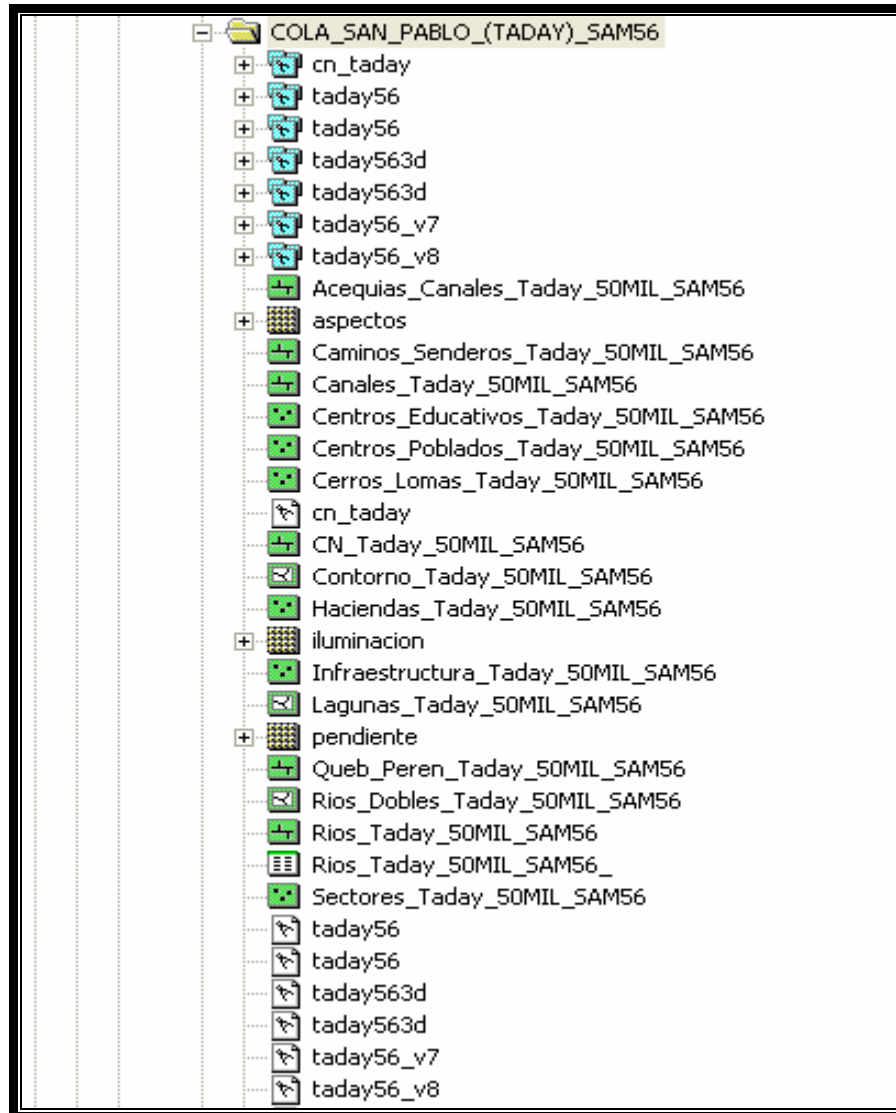 COLA_SAN_PABLO_(TADAY)_SAM56
cn_taday
taday56
taday56
taday563d
taday563d
taday56_v7
taday56_v8
Acequias_Canales_Taday_50MIL_SAM56
aspectos
Caminos_Senderos_Taday_50MIL_SAM56
Canales_Taday_50MIL_SAM56
Centros_Educativos_Taday_50MIL_SAM56
Centros_Poblados_Taday_50MIL_SAM56
Cerros_Lomas_Taday_50MIL_SAM56
cn_taday
CN_Taday_50MIL_SAM56
Contorno_Taday_50MIL_SAM56
Haciendas_Taday_50MIL_SAM56
iluminacion
Infraestructura_Taday_50MIL_SAM56
Lagunas_Taday_50MIL_SAM56
pendiente
Queb_Peren_Taday_50MIL_SAM56
Rios_Dobles_Taday_50MIL_SAM56
Rios_Taday_50MIL_SAM56
Rios_Taday_50MIL_SAM56_
Sectores_Taday_50MIL_SAM56
taday56
taday56
taday563d
taday563d
taday56_v7
taday56_v8